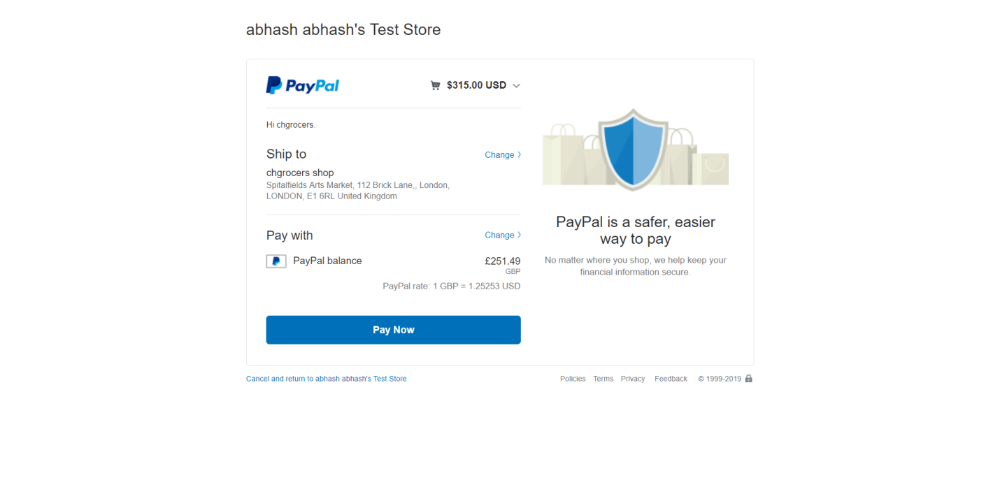 abhash abhash's Test Store
PayPal
$315.00 USD
Hi chgrocers.
Ship to
Change
chgrocers shop
Spitalfields Arts Market, 112 Brick Lane,, London,
LONDON, E1 6RL United Kingdom
Pay with
Change
PayPal balance
£251.49
GBP
PayPal rate: 1 GBP = 1.25253 USD
Pay Now
PayPal is a safer, easier
way to pay
No matter where you shop, we help keep your
financial information secure.
Cancel and return to abhash abhash's Test Store
Policies Terms Privacy Feedback © 1999-2019